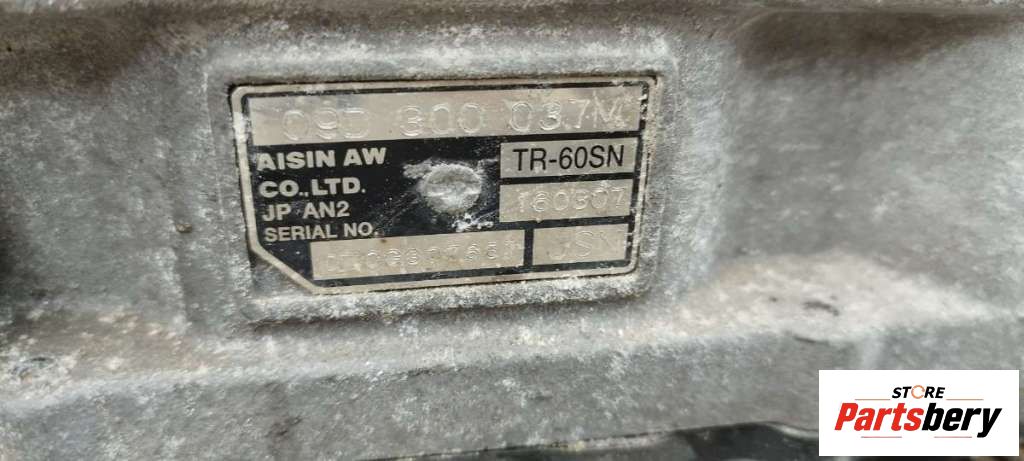 09D 300 037M
AISIN AW
CO.,LTD.
JP AN2
SERIAL NO.
TR-60SN
160307
JSN
STORE
Partsbery